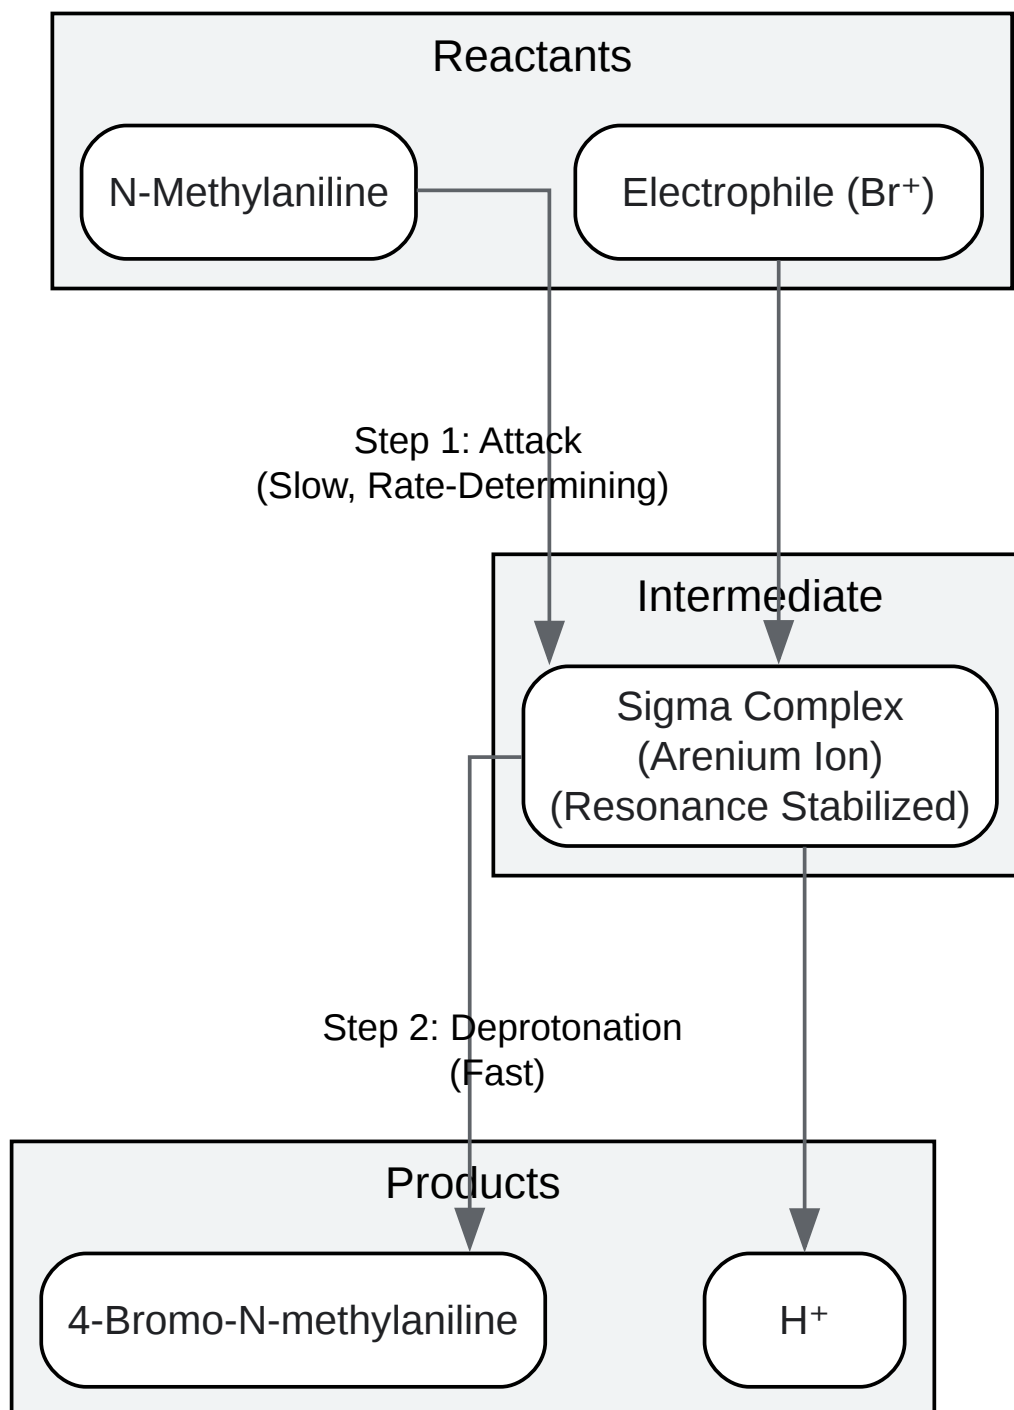 Reactants
N-Methylaniline
Electrophile (Br⁺)
Step 1: Attack
(Slow, Rate-Determining)
Intermediate
Sigma Complex
(Arenium Ion)
(Resonance Stabilized)
Step 2: Deprotonation
(Fast)
Products
4-Bromo-N-methylaniline
H⁺